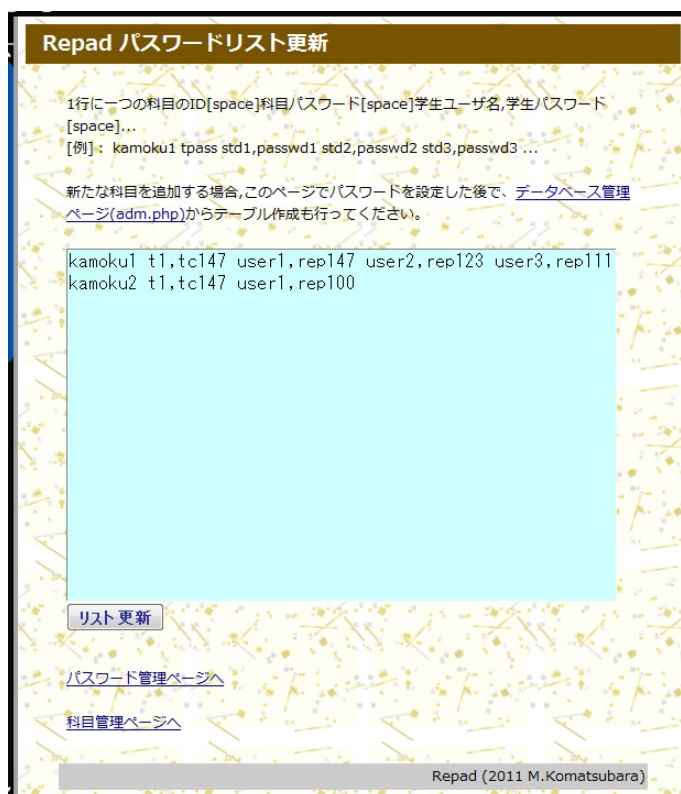 Repad パスワードリスト更新
1行に一つの科目のID[space]科目パスワード[space]学生ユーザ名,学生パスワード
[space]...
[例]： kamoku1 tpass std1,passwd1 std2,passwd2 std3,passwd3 ...
新たな科目を追加する場合,このページでパスワードを設定した後で、データベース管理
ページ(adm.php)からテーブル作成も行ってください。
kamoku1 t1,tc147 user1,rep147 user2,rep123 user3,rep111
kamoku2 t1,tc147 user1,rep100
リスト更新
パスワード管理ページへ
科目管理ページへ
Repad (2011 M.Komatsubara)